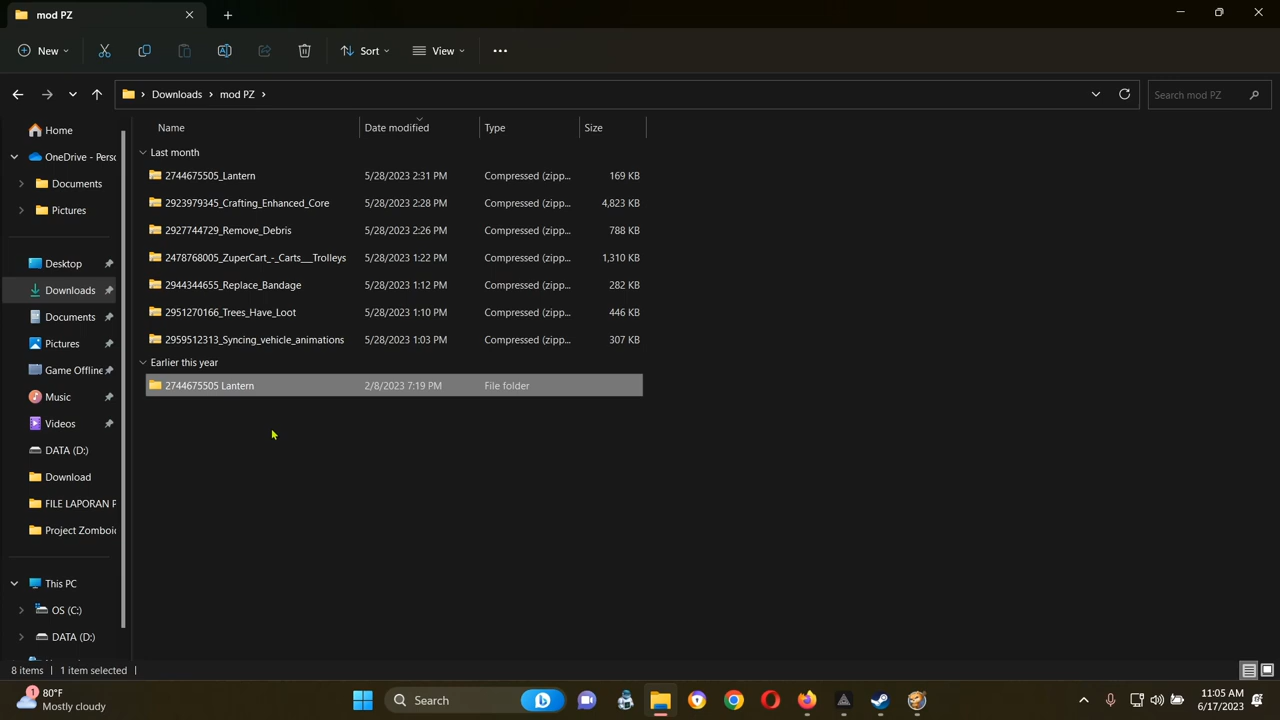 mod PZ
New
Sort
View
Downloads
mod PZ
Search mod PZ
Name
Date modified
Type
Size
Home
Last month
OneDrive - Perso
2744675505_Lantern 5/28/2023 2:31 PM Compressed (zipp... 169 KB
Documents
2923979345_Crafting_Enhanced_Core 5/28/2023 2:28 PM Compressed (zipp... 4,823 KB
Pictures
2927744729_Remove_Debris 5/28/2023 2:26 PM Compressed (zipp... 788 KB
Desktop
2478768005_ZuperCart_-_Carts___Trolleys 5/28/2023 1:22 PM Compressed (zipp... 1,310 KB
Downloads
2944344655_Replace_Bandage 5/28/2023 1:12 PM Compressed (zipp... 282 KB
Documents
2951270166_Trees_Have_Loot 5/28/2023 1:10 PM Compressed (zipp... 446 KB
Pictures
2959512313_Syncing_vehicle_animations 5/28/2023 1:03 PM Compressed (zipp... 307 KB
Game Offline
Earlier this year
Music
2744675505 Lantern 2/8/2023 7:19 PM File folder
Videos
DATA (D:)
Download
FILE LAPORAN P
Project Zomboid
This PC
OS (C:)
DATA (D:)
8 items
1 item selected
1
80°F
Mostly cloudy
Search
11:05 AM
6/17/2023